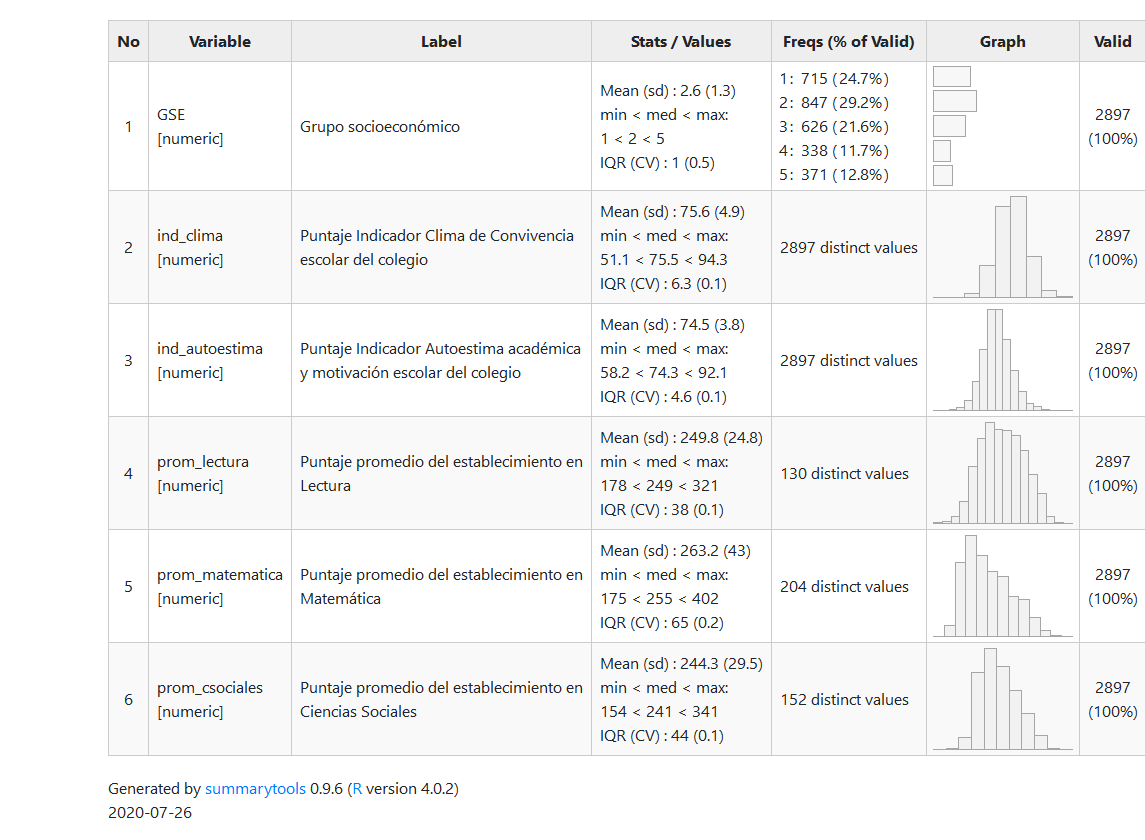 No Variable Label Stats / Values Freqs (% of Valid) Graph Valid
1
GSE
[numeric]
Grupo socioeconómico
Mean (sd) : 2.6 (1.3)
min < med < max:
1 < 2 < 5
IQR (CV) : 1 (0.5)
1: 715 (24.7%)
2: 847 (29.2%)
3: 626 (21.6%)
4: 338 (11.7%)
5: 371 (12.8%)
2897
(100%)
2
ind_clima
[numeric]
Puntaje Indicador Clima de Convivencia
escolar del colegio
Mean (sd) : 75.6 (4.9)
min < med < max:
51.1 < 75.5 < 94.3
IQR (CV) : 6.3 (0.1)
2897 distinct values
2897
(100%)
3
ind_autoestima
[numeric]
Puntaje Indicador Autoestima académica
y motivación escolar del colegio
Mean (sd) : 74.5 (3.8)
min < med < max:
58.2 < 74.3 < 92.1
IQR (CV) : 4.6 (0.1)
2897 distinct values
2897
(100%)
4
prom_lectura
[numeric]
Puntaje promedio del establecimiento en
Lectura
Mean (sd) : 249.8 (24.8)
min < med < max:
178 < 249 < 321
IQR (CV) : 38 (0.1)
130 distinct values
2897
(100%)
5
prom_matematica
[numeric]
Puntaje promedio del establecimiento en
Matemática
Mean (sd) : 263.2 (43)
min < med < max:
175 < 255 < 402
IQR (CV) : 65 (0.2)
204 distinct values
2897
(100%)
6
prom_csociales
[numeric]
Puntaje promedio del establecimiento en
Ciencias Sociales
Mean (sd) : 244.3 (29.5)
min < med < max:
154 < 241 < 341
IQR (CV) : 44 (0.1)
152 distinct values
2897
(100%)
Generated by summarytools 0.9.6 (R version 4.0.2)
2020-07-26